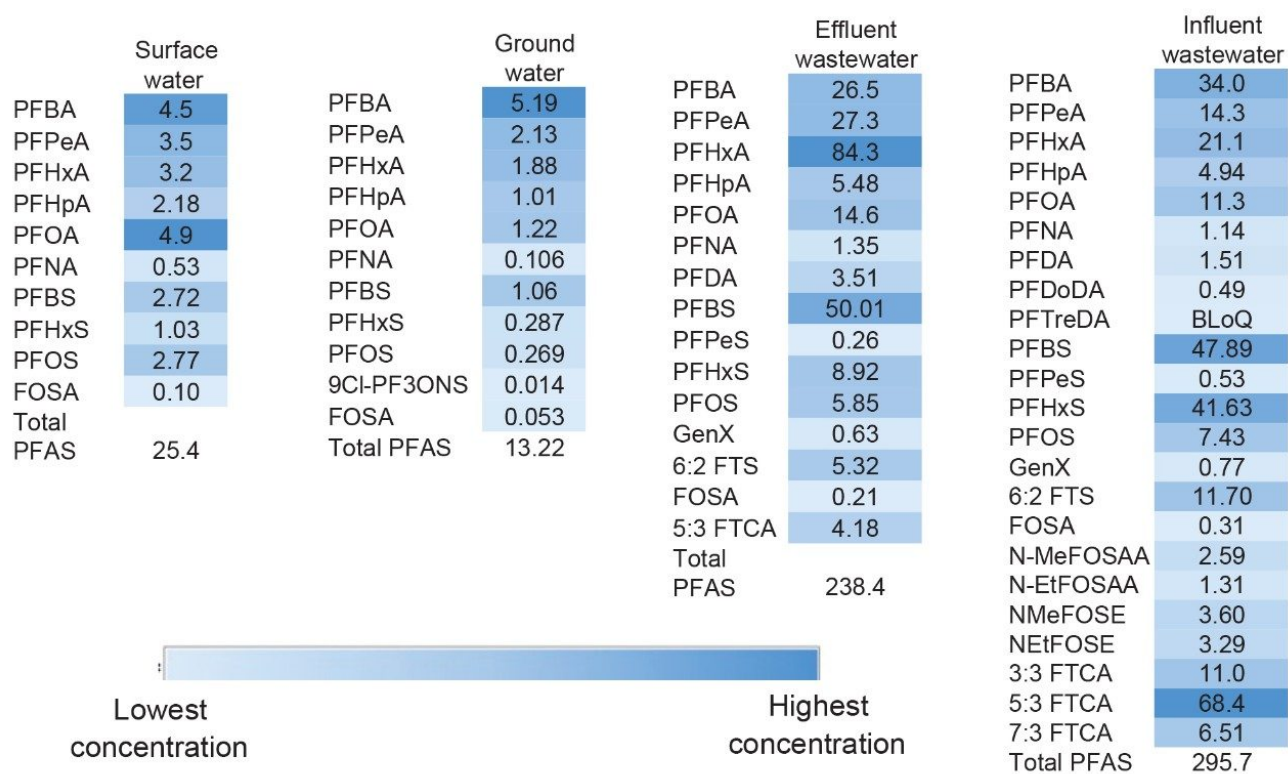 Surface
water
PFBA 4.5
PFPeA 3.5
PFHxA 3.2
PFHpA 2.18
PFOA 4.9
PFNA 0.53
PFBS 2.72
PFHxS 1.03
PFOS 2.77
FOSA 0.10
Total
PFAS 25.4
Ground
water
PFBA 5.19
PFPeA 2.13
PFHxA 1.88
PFHpA 1.01
PFOA 1.22
PFNA 0.106
PFBS 1.06
PFHxS 0.287
PFOS 0.269
9Cl-PF3ONS 0.014
FOSA 0.053
Total PFAS 13.22
Effluent
wastewater
PFBA 26.5
PFPeA 27.3
PFHxA 84.3
PFHpA 5.48
PFOA 14.6
PFNA 1.35
PFDA 3.51
PFBS 50.01
PFPeS 0.26
PFHxS 8.92
PFOS 5.85
GenX 0.63
6:2 FTS 5.32
FOSA 0.21
5:3 FTCA 4.18
Total
PFAS 238.4
Influent
wastewater
PFBA 34.0
PFPeA 14.3
PFHxA 21.1
PFHpA 4.94
PFOA 11.3
PFNA 1.14
PFDA 1.51
PFDoDA 0.49
PFTreDA BLoQ
PFBS 47.89
PFPeS 0.53
PFHxS 41.63
PFOS 7.43
GenX 0.77
6:2 FTS 11.70
FOSA 0.31
N-MeFOSAA 2.59
N-EtFOSAA 1.31
NMeFOSE 3.60
NEtFOSE 3.29
3:3 FTCA 11.0
5:3 FTCA 68.4
7:3 FTCA 6.51
Total PFAS 295.7
Lowest
concentration
Highest
concentration